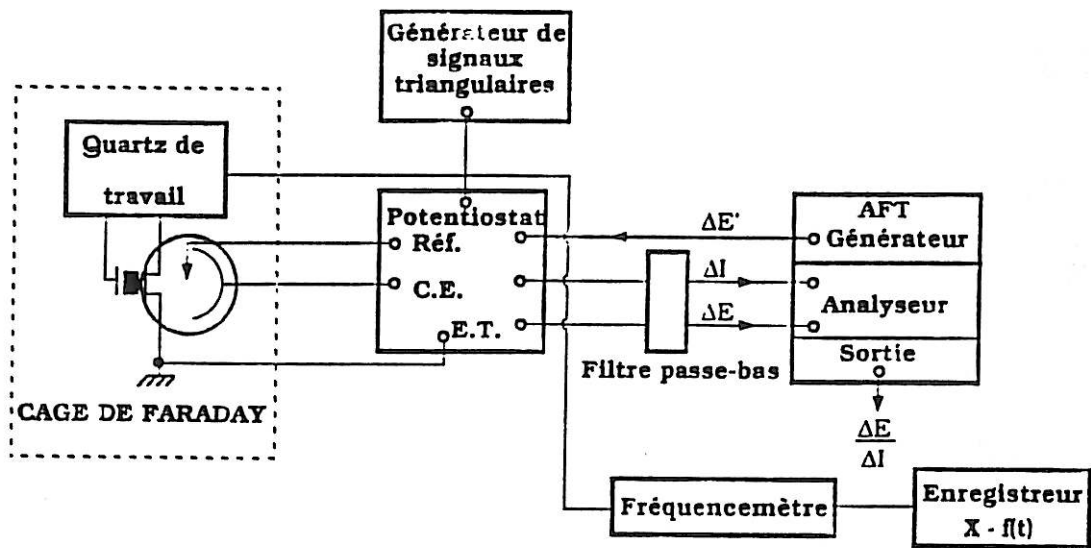 Générateur de
signaux
triangulaires
Quartz de
travail
Potentiostat
Réf.
C.E.
E.T.
ΔE'
ΔI
ΔE
AFT
Générateur
Analyseur
Sortie
Filtre passe-bas
CAGE DE FARADAY
ΔE
ΔI
Fréquencemètre
Enregistreur
X - f(t)